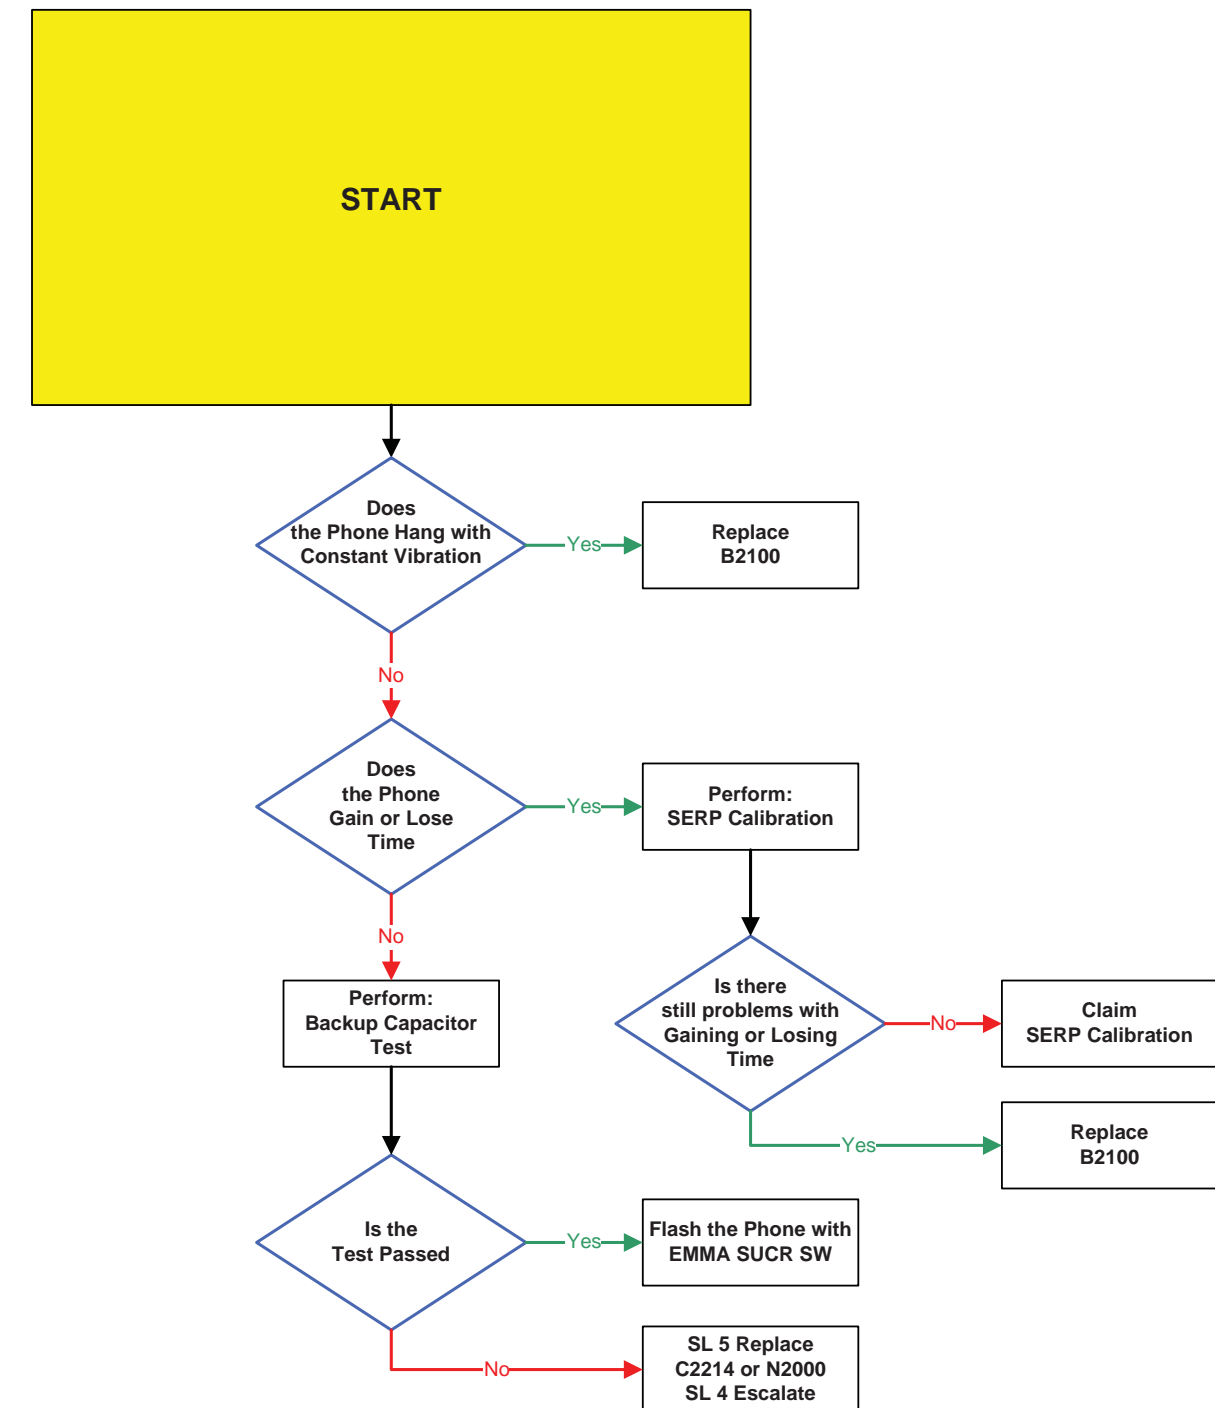 START
Does
the Phone Hang with
Constant Vibration
Yes
Replace
B2100
No
Does
the Phone
Gain or Lose
Time
Yes
Perform:
SERP Calibration
No
Perform:
Backup Capacitor
Test
Is there
still problems with
Gaining or Losing
Time
No
Claim
SERP Calibration
Yes
Replace
B2100
Is the
Test Passed
Yes
Flash the Phone with
EMMA SUCR SW
No
SL 5 Replace
C2214 or N2000
SL 4 Escalate